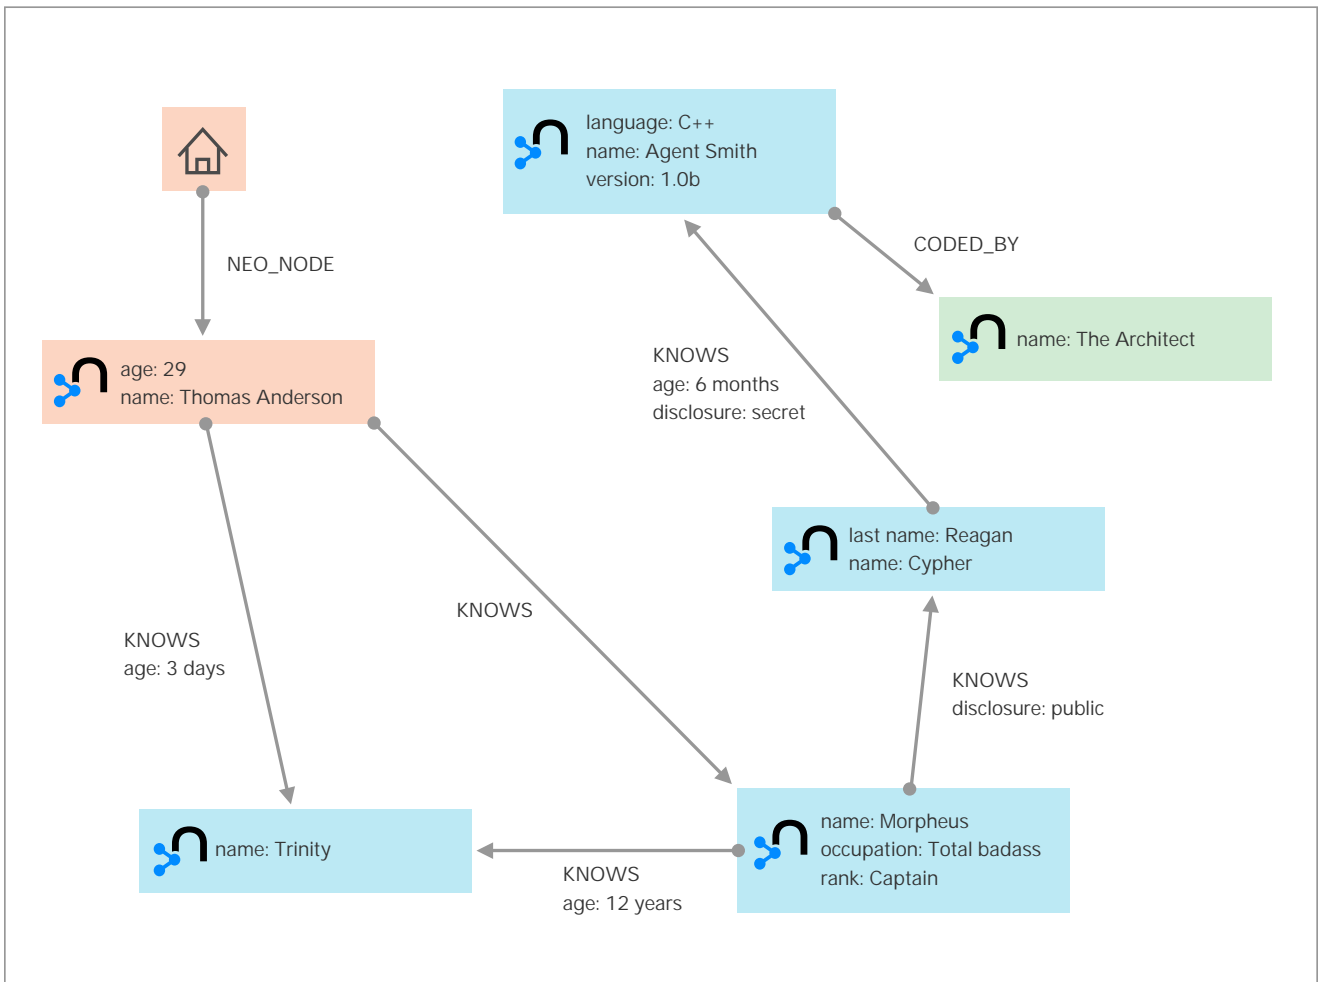 language: C++
name: Agent Smith
version: 1.0b
NEO_NODE
CODED_BY
name: The Architect
age: 29
name: Thomas Anderson
KNOWS
age: 6 months
disclosure: secret
last name: Reagan
name: Cypher
KNOWS
KNOWS
age: 3 days
KNOWS
disclosure: public
name: Trinity
KNOWS
age: 12 years
name: Morpheus
occupation: Total badass
rank: Captain